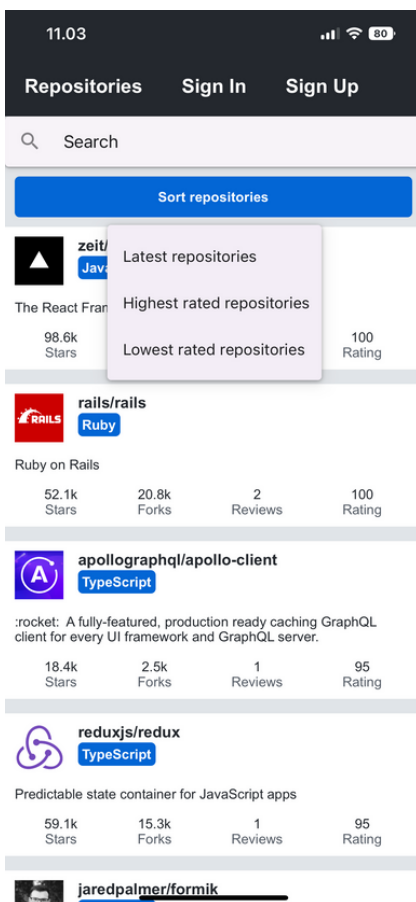 11.03
80
Repositories Sign In Sign Up
Search
Sort repositories
zeit/
Java
Latest repositories
Highest rated repositories
Lowest rated repositories
The React Fran
98.6k 100
Stars Rating
RAILS
rails/rails
Ruby
Ruby on Rails
52.1k 20.8k 2 100
Stars Forks Reviews Rating
apollographql/apollo-client
TypeScript
:rocket: A fully-featured, production ready caching GraphQL
client for every UI framework and GraphQL server.
18.4k 2.5k 1 95
Stars Forks Reviews Rating
reduxjs/redux
TypeScript
Predictable state container for JavaScript apps
59.1k 15.3k 1 95
Stars Forks Reviews Rating
jaredpalmer/formik